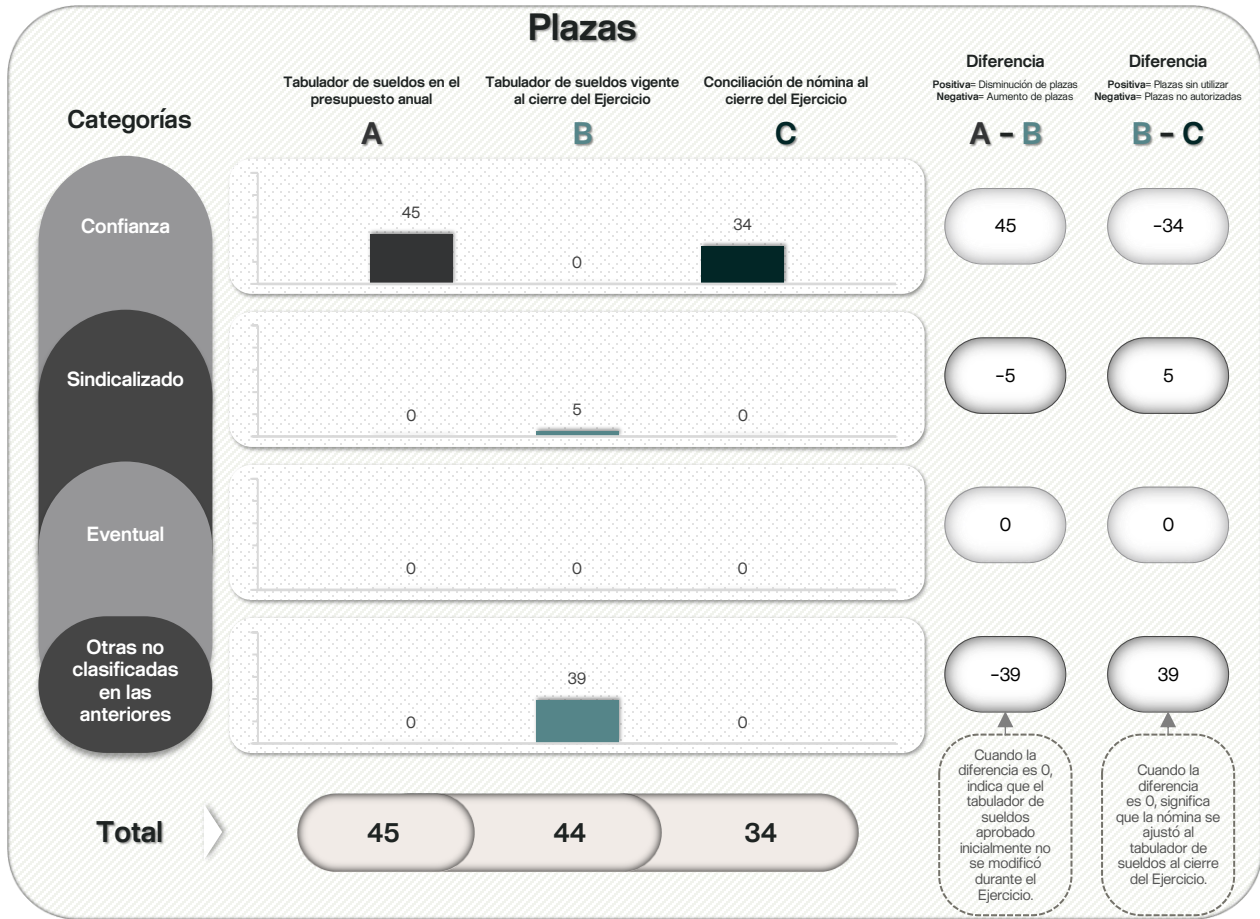 Plazas
Categorías
Tabulador de sueldos en el
presupuesto anual
A
Tabulador de sueldos vigente
al cierre del Ejercicio
B
Conciliación de nómina al
cierre del Ejercicio
C
Diferencia
Positiva= Disminución de plazas
Negativa= Aumento de plazas
A - B
Diferencia
Positiva= Plazas sin utilizar
Negativa= Plazas no autorizadas
B - C
Confianza
45
0
34
45
-34
Sindicalizado
0
5
0
-5
5
Eventual
0
0
0
0
0
Otras no
clasificadas
en las
anteriores
0
39
0
-39
39
Total
45
44
34
Cuando la
diferencia es 0,
indica que el
tabulador de
sueldos
aprobado
inicialmente no
se modificó
durante el
Ejercicio.
Cuando la
diferencia
es 0, significa
que la nómina se
ajustó al
tabulador de
sueldos al cierre
del Ejercicio.